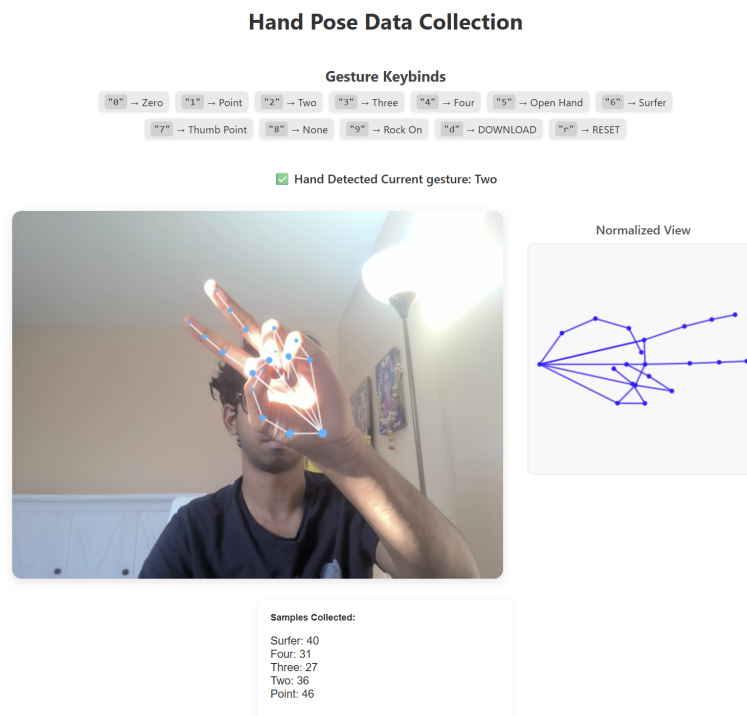 Hand Pose Data Collection
Gesture Keybinds
"0" → Zero "1" → Point "2" → Two "3" → Three "4" → Four "5" → Open Hand "6" → Surfer
"7" → Thumb Point "8" → None "9" → Rock On "d" → DOWNLOAD "r" → RESET
✅ Hand Detected Current gesture: Two
Normalized View
Samples Collected:
Surfer: 40
Four: 31
Three: 27
Two: 36
Point: 46